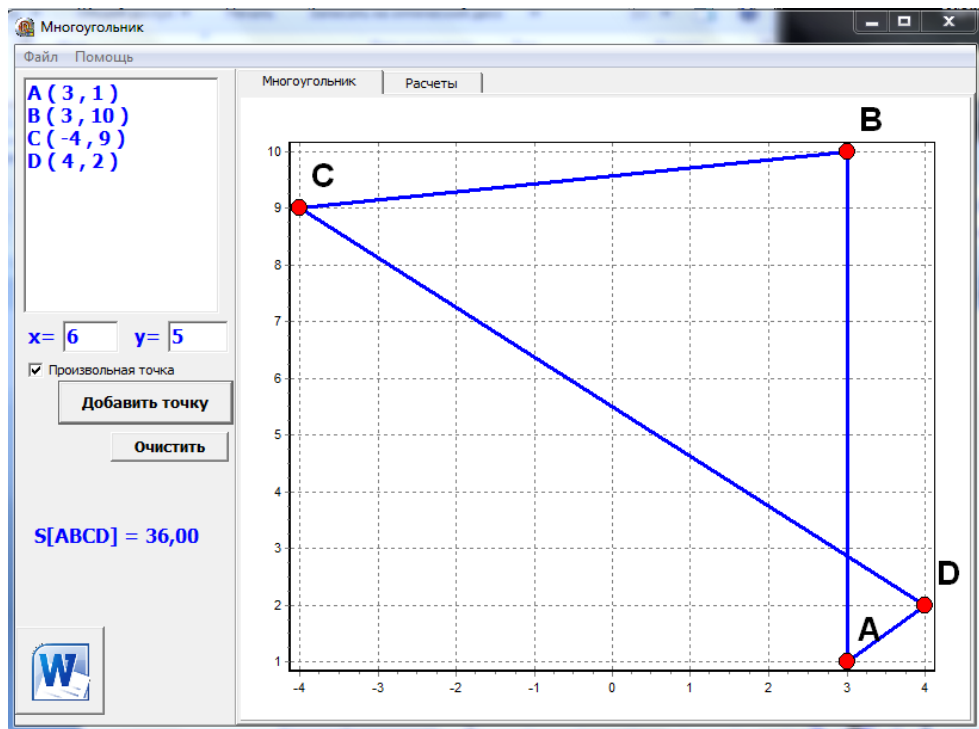 Многоугольник
Файл Помощь
A ( 3 , 1 )
B ( 3 , 10 )
C ( -4 , 9 )
D ( 4 , 2 )
x= 6 y= 5
Произвольная точка
Добавить точку
Очистить
S[ABCD] = 36,00
W
Многоугольник Расчеты
B
C
D
A
10
9
8
7
6
5
4
3
2
1
-4 -3 -2 -1 0 1 2 3 4